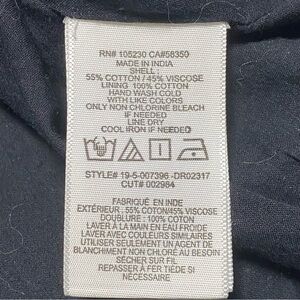 RN# 105230 CA#58350
MADE IN INDIA
SHELL :
55% COTTON / 45% VISCOSE
LINING 100% COTTON
HAND WASH COLD
WITH LIKE COLORS
ONLY NON CHLORINE BLEACH
IF NEEDED
LINE DRY
COOL IRON IF NEEDED
STYLE# 19-5-007396 -DR02317
CUT# 002984
FABRIQUÉ EN INDE
EXTÉRIEUR : 55% COTON/45% VISCOSE
DOUBLURE : 100% COTON
LAVER À LA MAIN EN EAU FROIDE
LAVER AVEC COULEURS SIMILAIRES
UTILISER SEULEMENT UN AGENT DE
BLANCHIMENT NON CHLORÉ AU BESOIN
SÉCHER SUR FIL
REPASSER À FER TIÈDE SI
NÉCESSAIRE